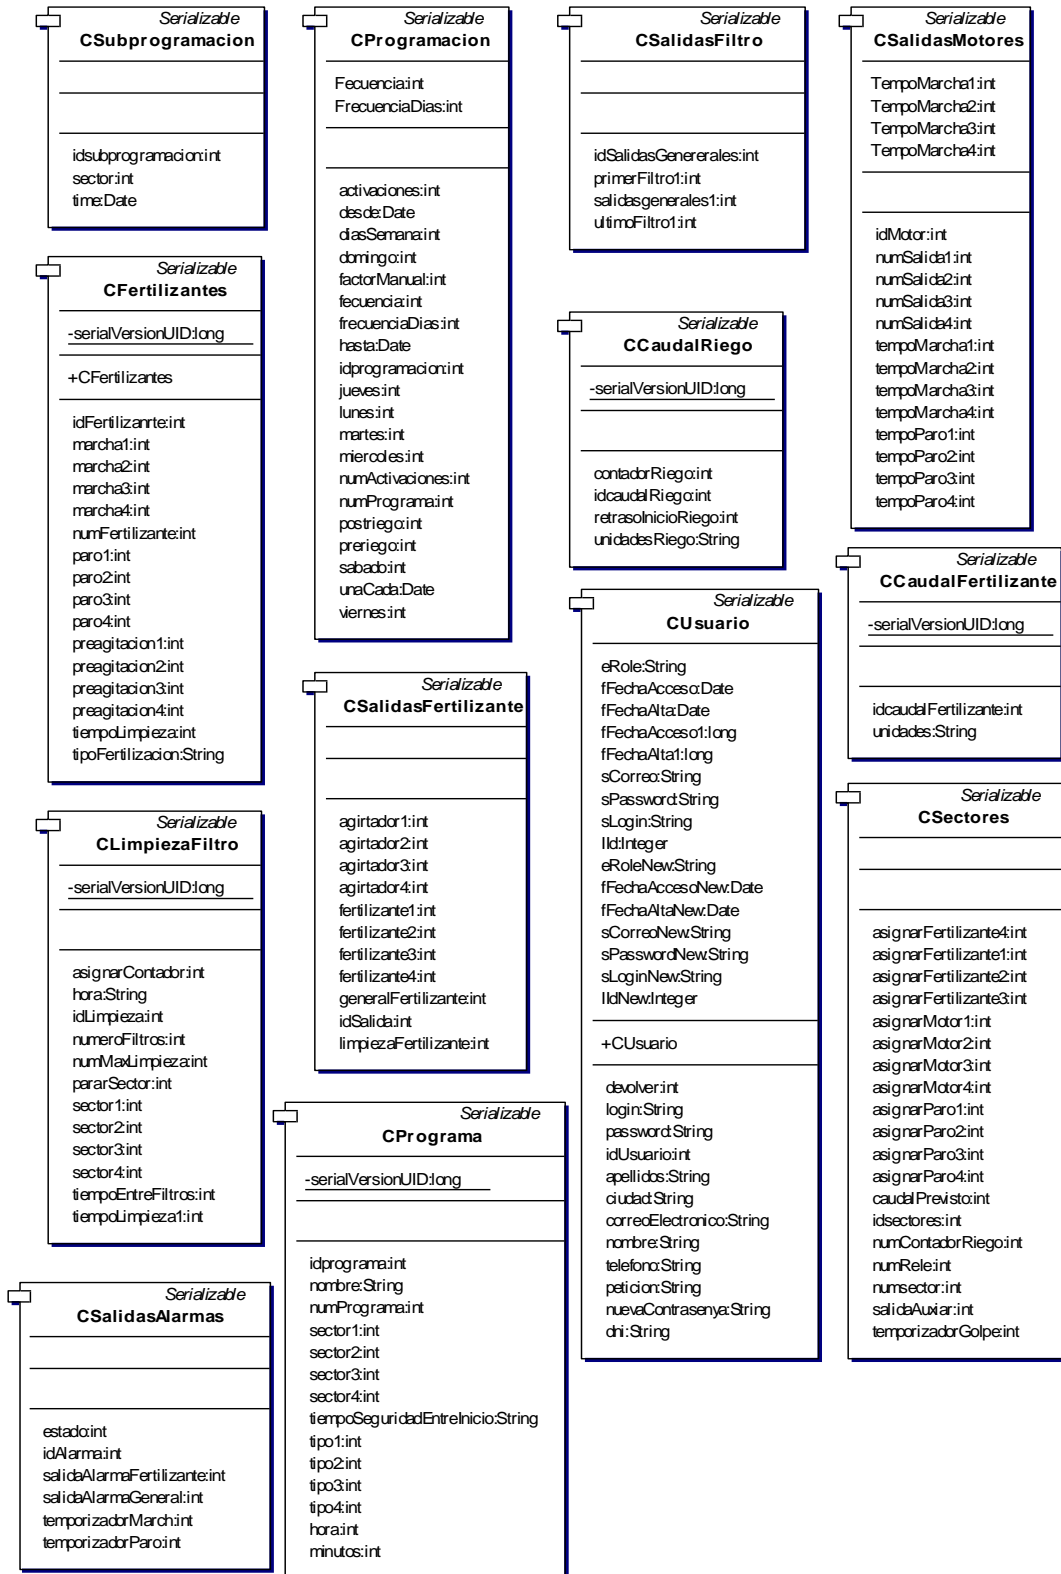 Serializable
CSubprogramacion
idsubprogramacion:int
sector:int
time:Date
Serializable
CProgramacion
Fecuencia:int
FrecuenciaDias:int
activaciones:int
desde:Date
diasSemana:int
domingo:int
factorManual:int
fecuencia:int
frecuenciaDias:int
hasta:Date
idprogramacion:int
jueves:int
lunes:int
martes:int
miercoles:int
numActivaciones:int
numPrograma:int
postriego:int
preriego:int
sabado:int
unaCada:Date
viernes:int
Serializable
CSalidasFiltro
idSalidasGenererales:int
primerFiltro1:int
salidasgenerales1:int
ultimoFiltro1:int
Serializable
CSalidasMotores
TempoMarcha1:int
TempoMarcha2:int
TempoMarcha3:int
TempoMarcha4:int
idMotor:int
numSalida1:int
numSalida2:int
numSalida3:int
numSalida4:int
tempoMarcha1:int
tempoMarcha2:int
tempoMarcha3:int
tempoMarcha4:int
tempoParo1:int
tempoParo2:int
tempoParo3:int
tempoParo4:int
Serializable
CFertilizantes
-serialVersionUID:long
+CFertilizantes
idFertilizanrte:int
marcha1:int
marcha2:int
marcha3:int
marcha4:int
numFertilizante:int
paro1:int
paro2:int
paro3:int
paro4:int
preagitacion1:int
preagitacion2:int
preagitacion3:int
preagitacion4:int
tiempoLimpieza:int
tipoFertilizacion:String
Serializable
CCaudalRiego
-serialVersionUID:long
contadorRiego:int
idcaudalRiego:int
retrasoInicioRiego:int
unidadesRiego:String
Serializable
CCaudalFertilizante
-serialVersionUID:long
idcaudalFertilizante:int
unidades:String
Serializable
CUsuario
eRole:String
fFechaAcceso:Date
fFechaAlta:Date
fFechaAcceso1:long
fFechaAlta1:long
sCorreo:String
sPassword:String
sLogin:String
lId:Integer
eRoleNew:String
fFechaAccesoNew:Date
fFechaAltaNew:Date
sCorreoNew:String
sPasswordNew:String
sLoginNew:String
lIdNew:Integer
+CUsuario
devolver:int
login:String
password:String
idUsuario:int
apellidos:String
ciudad:String
correoElectronico:String
nombre:String
telefono:String
peticion:String
nuevaContrasenya:String
dni:String
Serializable
CSalidasFertilizante
agirtador1:int
agirtador2:int
agirtador3:int
agirtador4:int
fertilizante1:int
fertilizante2:int
fertilizante3:int
fertilizante4:int
generalFertilizante:int
idSalida:int
limpiezaFertilizante:int
Serializable
CSectores
asignarFertilizante4:int
asignarFertilizante1:int
asignarFertilizante2:int
asignarFertilizante3:int
asignarMotor1:int
asignarMotor2:int
asignarMotor3:int
asignarMotor4:int
asignarParo1:int
asignarParo2:int
asignarParo3:int
asignarParo4:int
caudalPrevisto:int
idsectores:int
numContadorRiego:int
numRele:int
numsector:int
salidaAuxiar:int
temporizadorGolpe:int
Serializable
CLimpiezaFiltro
-serialVersionUID:long
asignarContador:int
hora:String
idLimpieza:int
numeroFiltros:int
numMaxLimpieza:int
pararSector:int
sector1:int
sector2:int
sector3:int
sector4:int
tiempoEntreFiltros:int
tiempoLimpieza1:int
Serializable
CPrograma
-serialVersionUID:long
idprograma:int
nombre:String
numPrograma:int
sector1:int
sector2:int
sector3:int
sector4:int
tiempoSeguridadEntreInicio:String
tipo1:int
tipo2:int
tipo3:int
tipo4:int
hora:int
minutos:int
Serializable
CSalidasAlarmas
estado:int
idAlarma:int
salidaAlarmaFertilizante:int
salidaAlarmaGeneral:int
temporizadorMarch:int
temporizadorParo:int